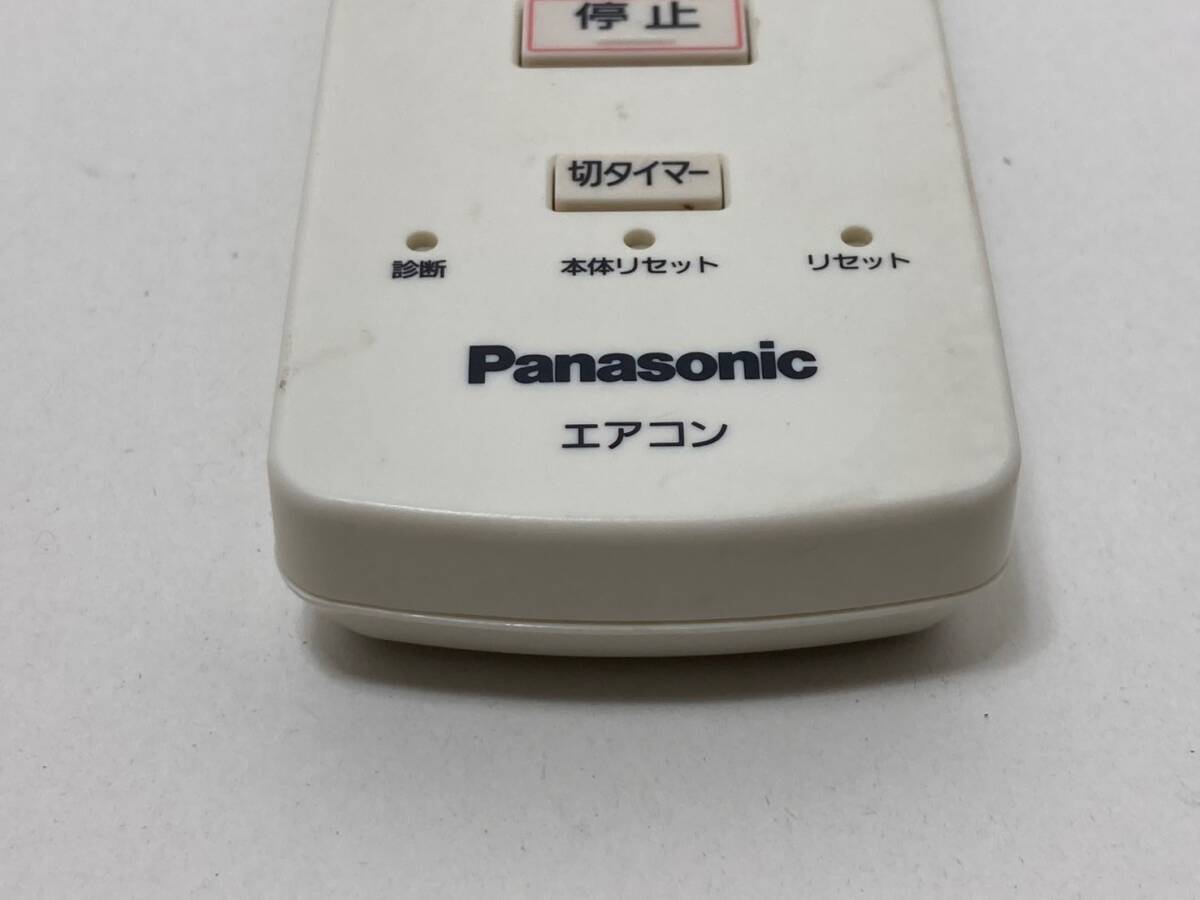 停止
切タイマー
診断 本体リセット リセット
Panasonic
エアコン